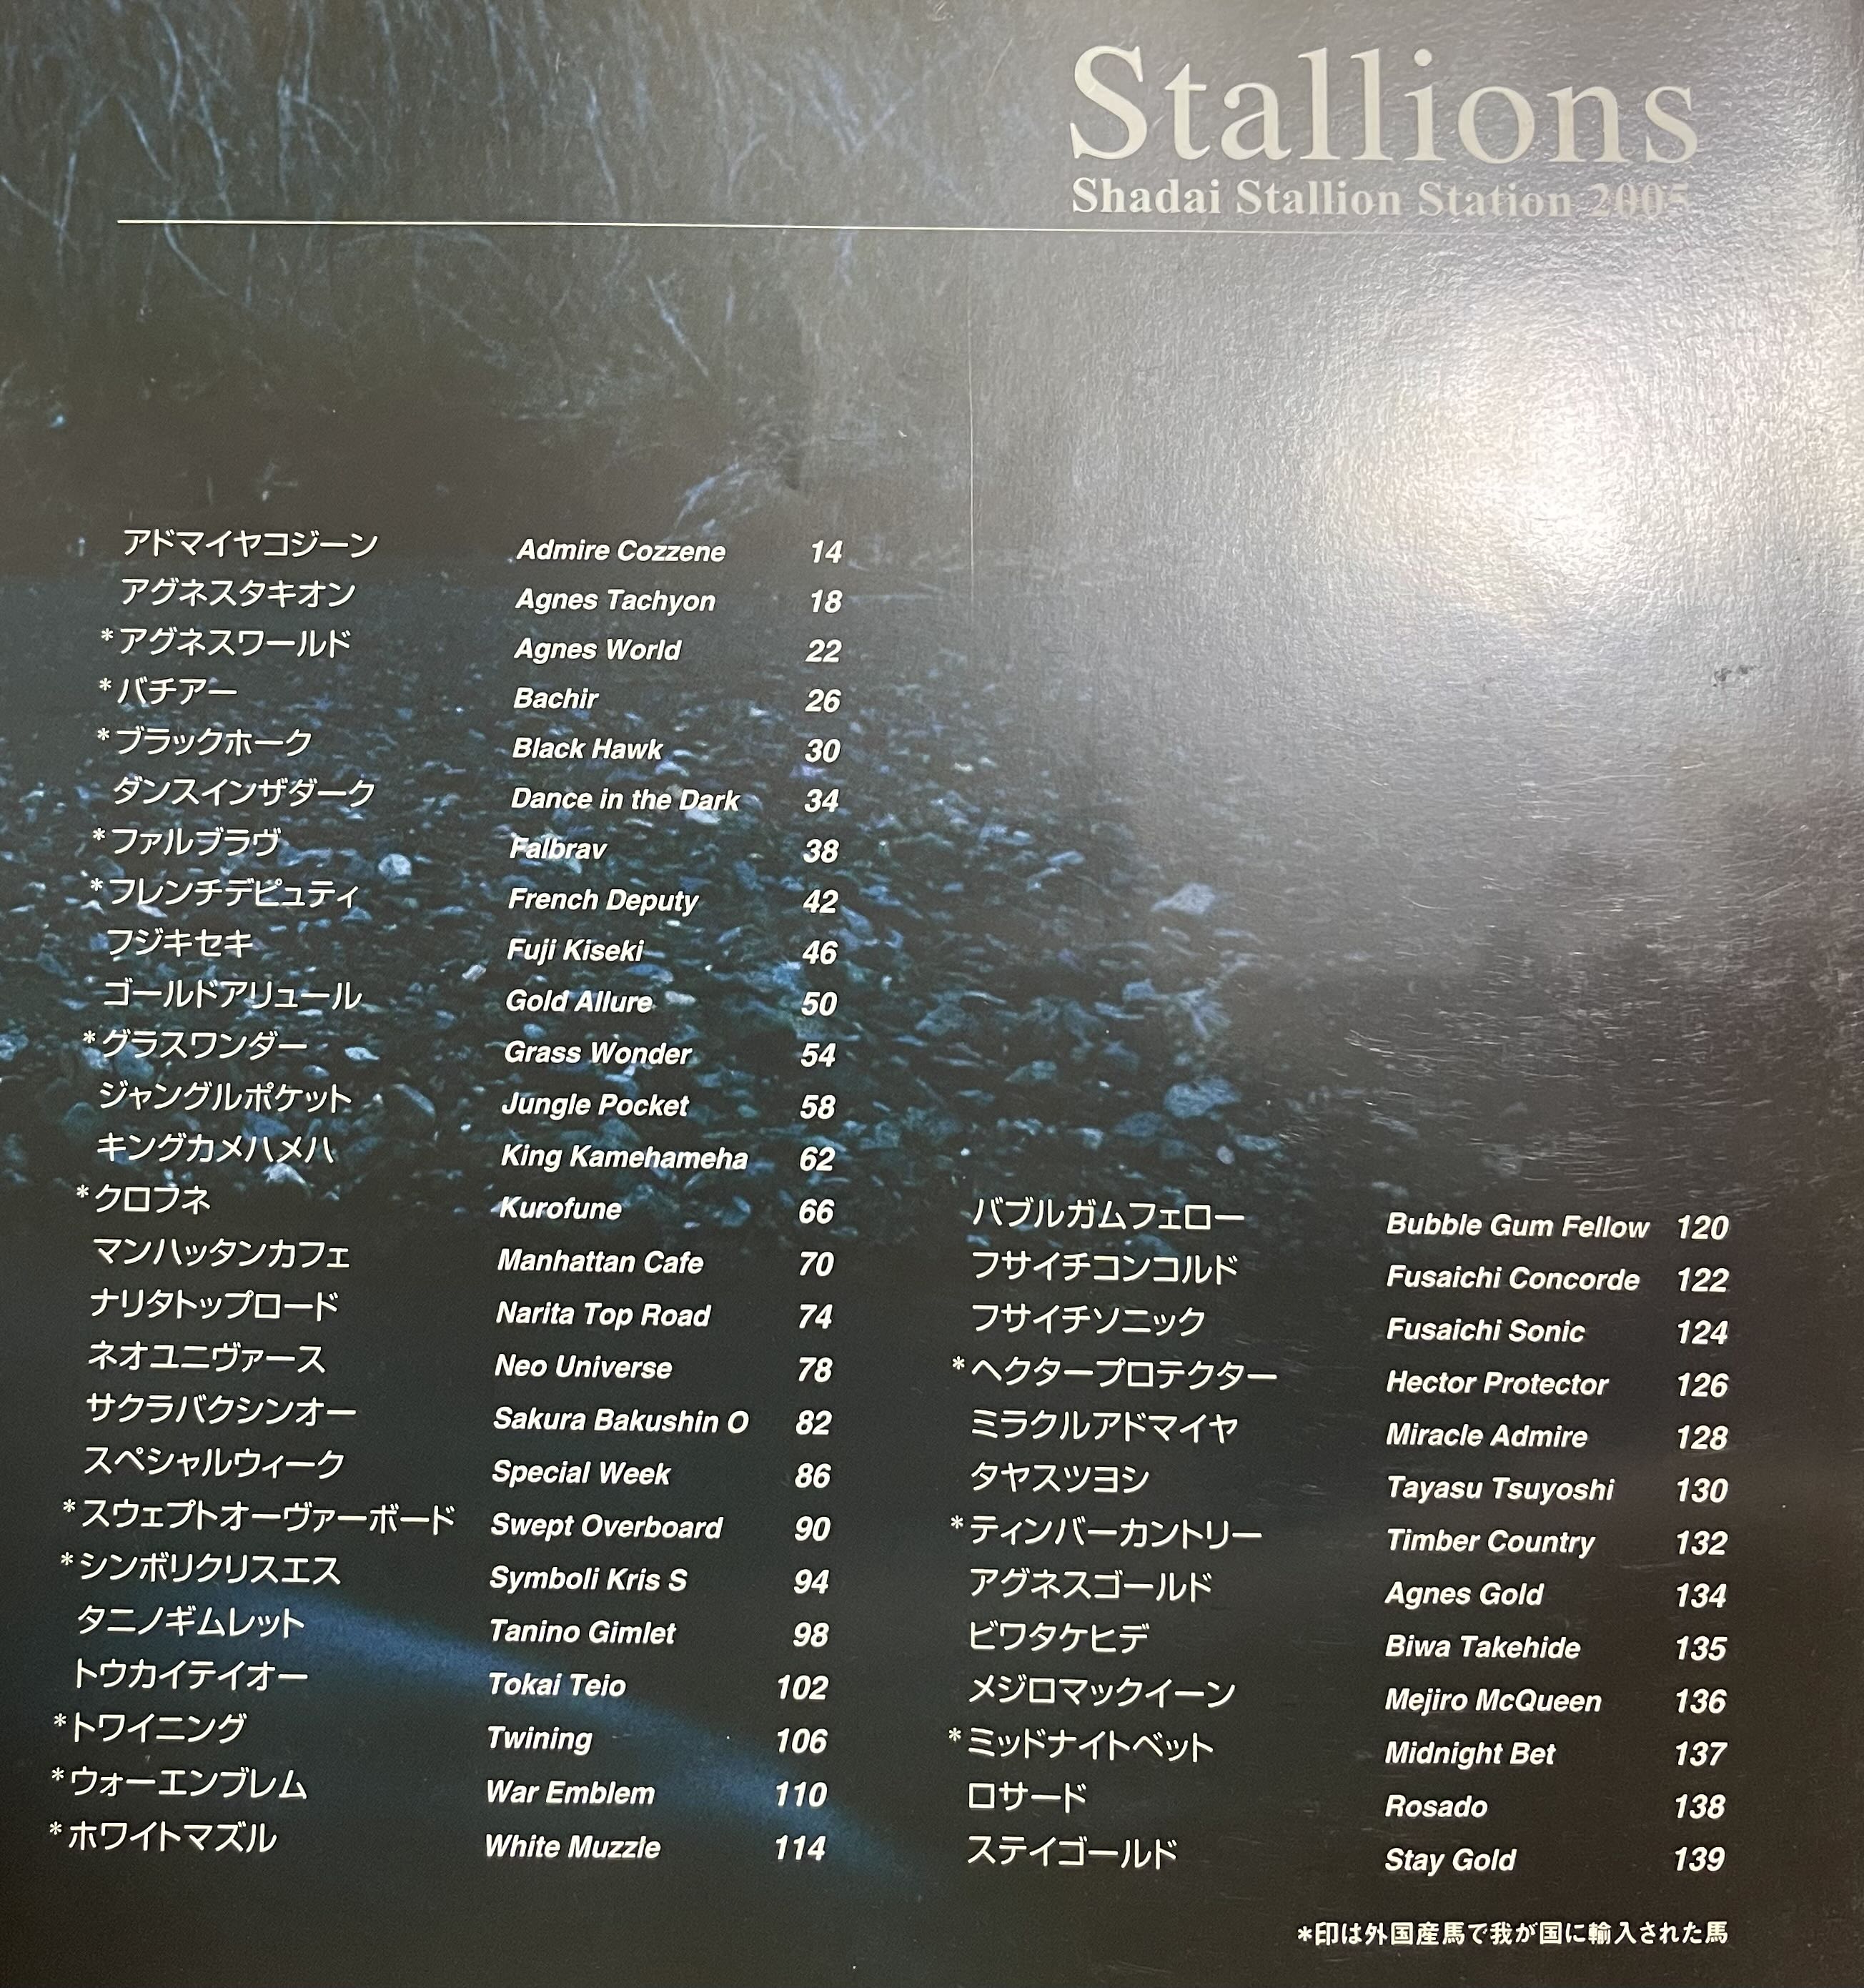 Stallions
Shadai Stallion Station 2005
アドマイヤコジーン Admire Cozzene 14
アグネスタキオン Agnes Tachyon 18
*アグネスワールド Agnes World 22
*バチアー Bachir 26
*ブラックホーク Black Hawk 30
ダンスインザダーク Dance in the Dark 34
*ファルブラヴ Falbrav 38
*フレンチデピュティ French Deputy 42
フジキセキ Fuji Kiseki 46
ゴールドアリュール Gold Allure 50
*グラスワンダー Grass Wonder 54
ジャングルポケット Jungle Pocket 58
キングカメハメハ King Kamehameha 62
*クロフネ Kurofune 66
マンハッタンカフェ Manhattan Cafe 70
ナリタトップロード Narita Top Road 74
ネオユニヴァース Neo Universe 78
サクラバクシンオー Sakura Bakushin O 82
スペシャルウィーク Special Week 86
*スウェプトオーヴァーボード Swept Overboard 90
*シンボリクリスエス Symboli Kris S 94
タニノギムレット Tanino Gimlet 98
トウカイテイオー Tokai Teio 102
*トワイニング Twining 106
*ウォーエンブレム War Emblem 110
*ホワイトマズル White Muzzle 114
バブルガムフェロー Bubble Gum Fellow 120
フサイチコンコルド Fusaichi Concorde 122
フサイチソニック Fusaichi Sonic 124
*ヘクタープロテクター Hector Protector 126
ミラクルアドマイヤ Miracle Admire 128
タヤスツヨシ Tayasu Tsuyoshi 130
*ティンバーカントリー Timber Country 132
アグネスゴールド Agnes Gold 134
ビワタケヒデ Biwa Takehide 135
メジロマックイーン Mejiro McQueen 136
*ミッドナイトベット Midnight Bet 137
ロサード Rosado 138
ステイゴールド Stay Gold 139
*印は外国産馬で我が国に輸入された馬